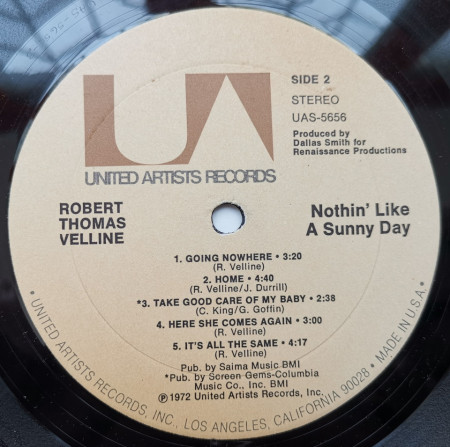 UA
UNITED ARTISTS RECORDS
SIDE 2
STEREO
UAS-5656
Produced by
Dallas Smith for
Renaissance Productions
ROBERT
THOMAS
VELLINE
Nothin' Like
A Sunny Day
1. GOING NOWHERE • 3:20
(R. Velline)
2. HOME • 4:40
(R. Velline/J. Durrill)
*3. TAKE GOOD CARE OF MY BABY • 2:38
(C. King/G. Goffin)
4. HERE SHE COMES AGAIN • 3:00
(R. Velline)
5. IT'S ALL THE SAME • 4:17
(R. Velline)
Pub. by Saima Music BMI
*Pub. by Screen Gems-Columbia
Music Co., Inc. BMI
Ⓟ1972 United Artists Records, Inc.
• UNITED ARTISTS RECORDS, INC., LOS ANGELES, CALIFORNIA 90028 • MADE IN U.S.A. •